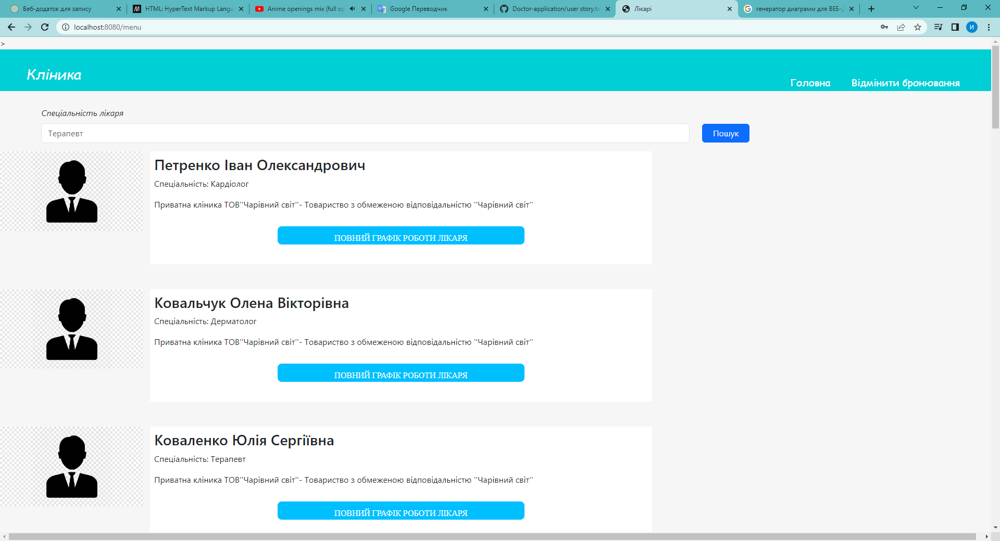 Веб-додаток для запису
HTML: HyperText Markup Langu
Anime openings mix (full op
Google Переводчик
Doctor-application/user story.tx
Лікарі
генератор диаграмм для ВЕБ-Д
localhost:8080/menu
И
>
Клініка
Головна
Відмінити бронювання
Спеціальність лікаря
Терапевт
Пошук
Петренко Іван Олександрович
Спеціальність: Кардіолог
Приватна клініка ТОВ''Чарівний світ''- Товариство з обмеженою відповідальністю ''Чарівний світ''
ПОВНИЙ ГРАФІК РОБОТИ ЛІКАРЯ
Ковальчук Олена Вікторівна
Спеціальність: Дерматолог
Приватна клініка ТОВ''Чарівний світ''- Товариство з обмеженою відповідальністю ''Чарівний світ''
ПОВНИЙ ГРАФІК РОБОТИ ЛІКАРЯ
Коваленко Юлія Сергіївна
Спеціальність: Терапевт
Приватна клініка ТОВ''Чарівний світ''- Товариство з обмеженою відповідальністю ''Чарівний світ''
ПОВНИЙ ГРАФІК РОБОТИ ЛІКАРЯ